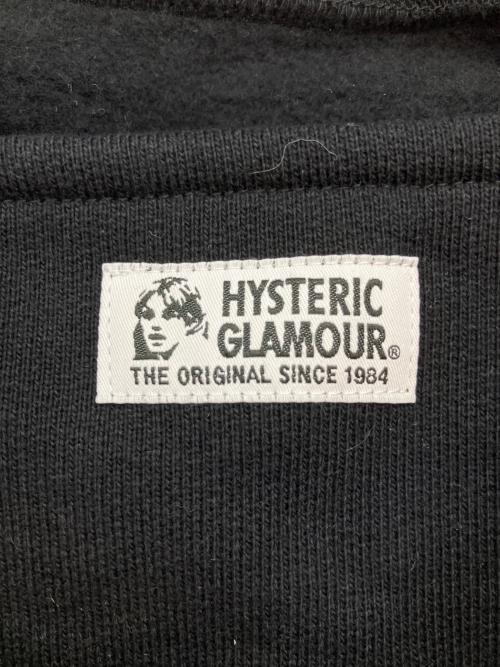 HYSTERIC
GLAMOUR®
THE ORIGINAL SINCE 1984